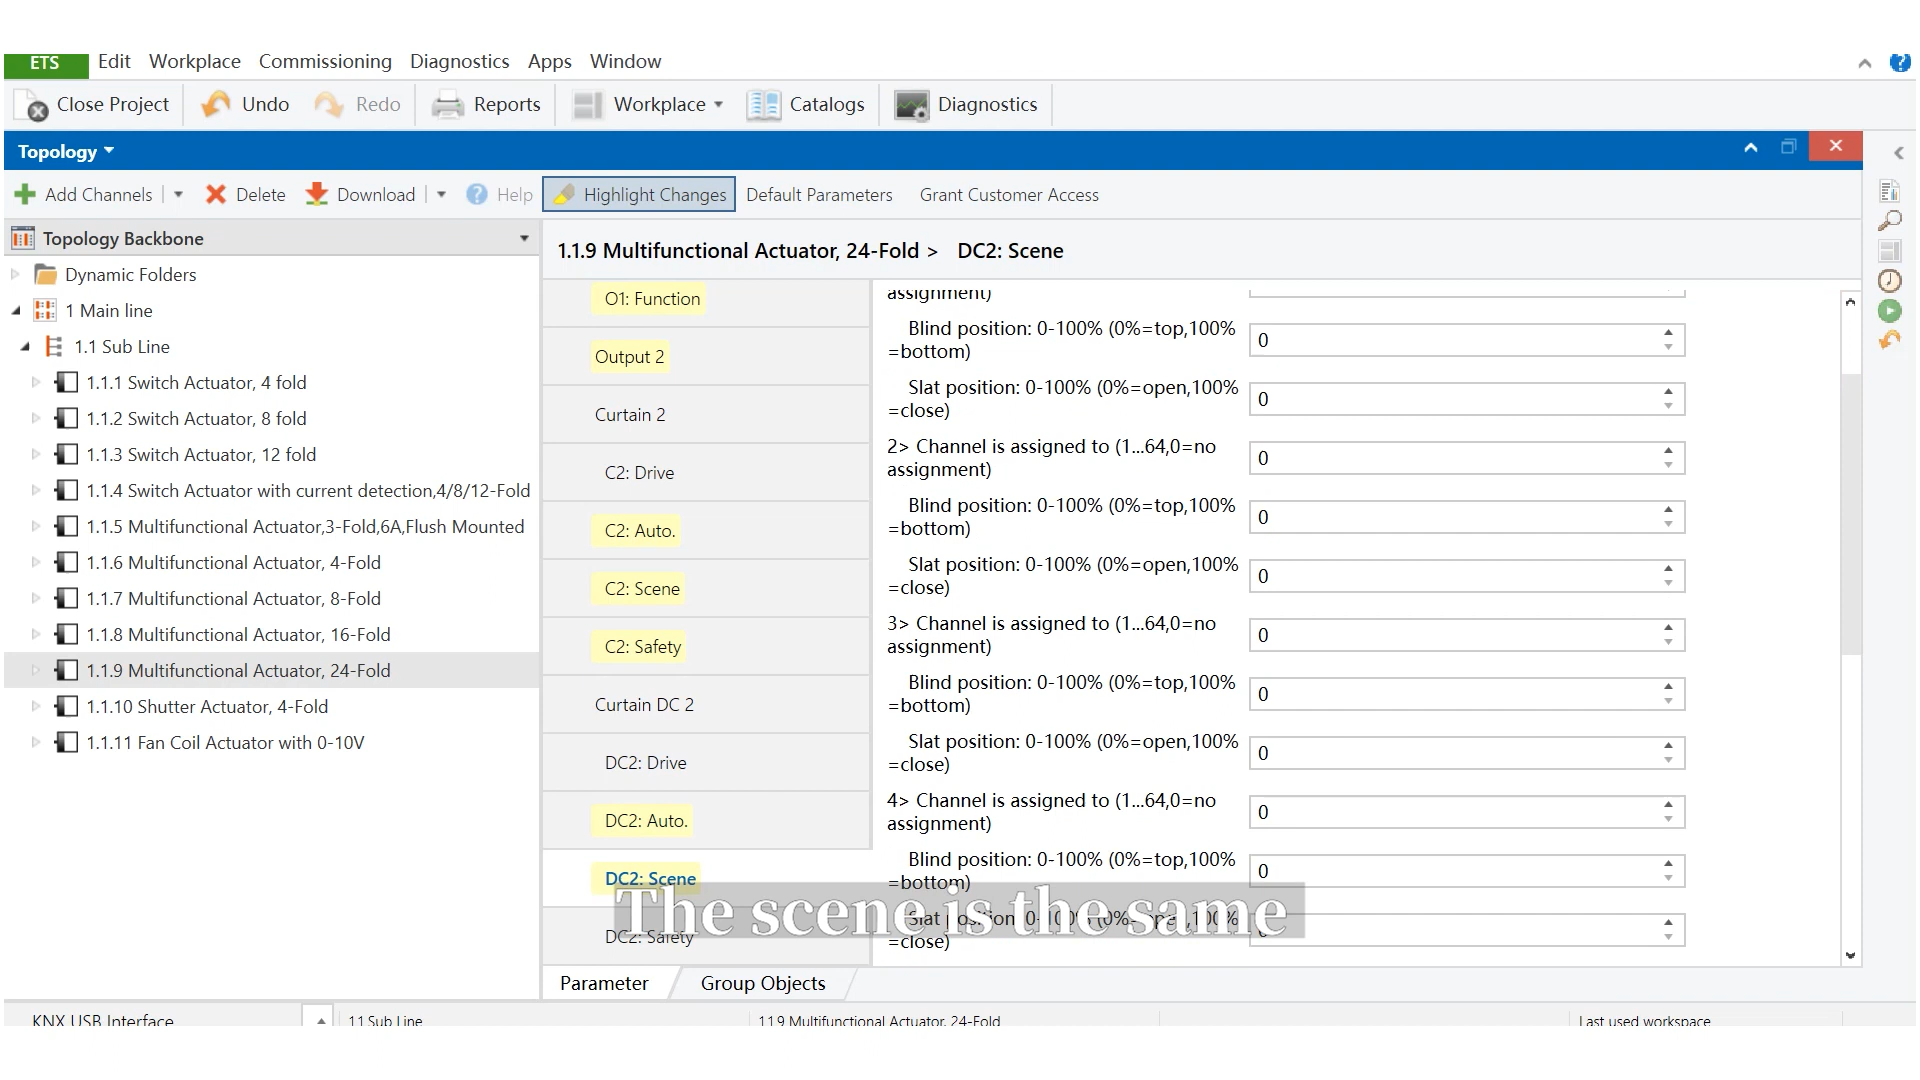 ETS Edit Workplace Commissioning Diagnostics Apps Window
Close Project Undo Redo Reports Workplace Catalogs Diagnostics
Topology
Add Channels Delete Download Help Highlight Changes Default Parameters Grant Customer Access
Topology Backbone
Dynamic Folders
1 Main line
1.1 Sub Line
1.1.1 Switch Actuator, 4 fold
1.1.2 Switch Actuator, 8 fold
1.1.3 Switch Actuator, 12 fold
1.1.4 Switch Actuator with current detection,4/8/12-Fold
1.1.5 Multifunctional Actuator,3-Fold,6A,Flush Mounted
1.1.6 Multifunctional Actuator, 4-Fold
1.1.7 Multifunctional Actuator, 8-Fold
1.1.8 Multifunctional Actuator, 16-Fold
1.1.9 Multifunctional Actuator, 24-Fold
1.1.10 Shutter Actuator, 4-Fold
1.1.11 Fan Coil Actuator with 0-10V
1.1.9 Multifunctional Actuator, 24-Fold > DC2: Scene
O1: Function
Output 2
Curtain 2
C2: Drive
C2: Auto.
C2: Scene
C2: Safety
Curtain DC 2
DC2: Drive
DC2: Auto.
DC2: Scene
DC2: Safety
assignment)
Blind position: 0-100% (0%=top,100%
=bottom)
0
Slat position: 0-100% (0%=open,100%
=close)
0
2> Channel is assigned to (1...64,0=no
assignment)
0
Blind position: 0-100% (0%=top,100%
=bottom)
0
Slat position: 0-100% (0%=open,100%
=close)
0
3> Channel is assigned to (1...64,0=no
assignment)
0
Blind position: 0-100% (0%=top,100%
=bottom)
0
Slat position: 0-100% (0%=open,100%
=close)
0
4> Channel is assigned to (1...64,0=no
assignment)
0
Blind position: 0-100% (0%=top,100%
=bottom)
0
Slat position: 0-100% (0%=open,100%
=close)
0
The scene is the same
Parameter Group Objects
KNX USB Interface 1.1 Sub Line 1.1.9 Multifunctional Actuator, 24-Fold Last used workspace